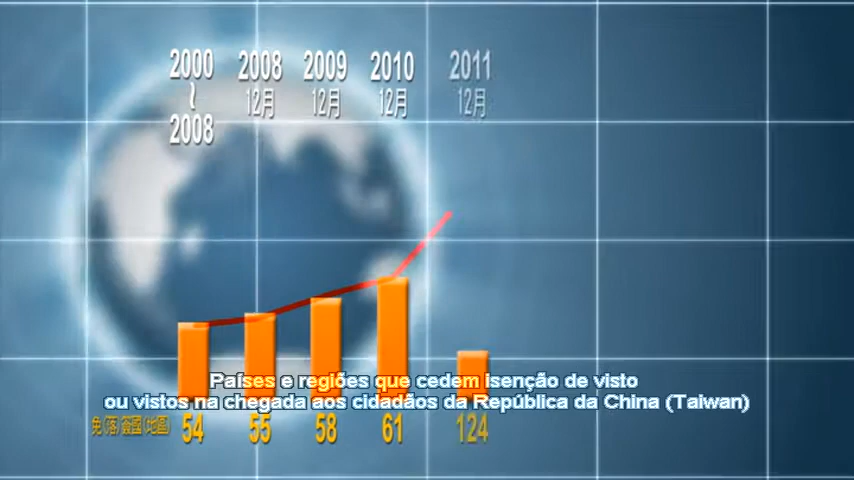 2000 2008 2009 2010 2011
~ 12月 12月 12月 12月
2008
Países e regiões que cedem isenção de visto
ou vistos na chegada aos cidadãos da República da China (Taiwan)
免(落)簽國(地區) 54 55 58 61 124